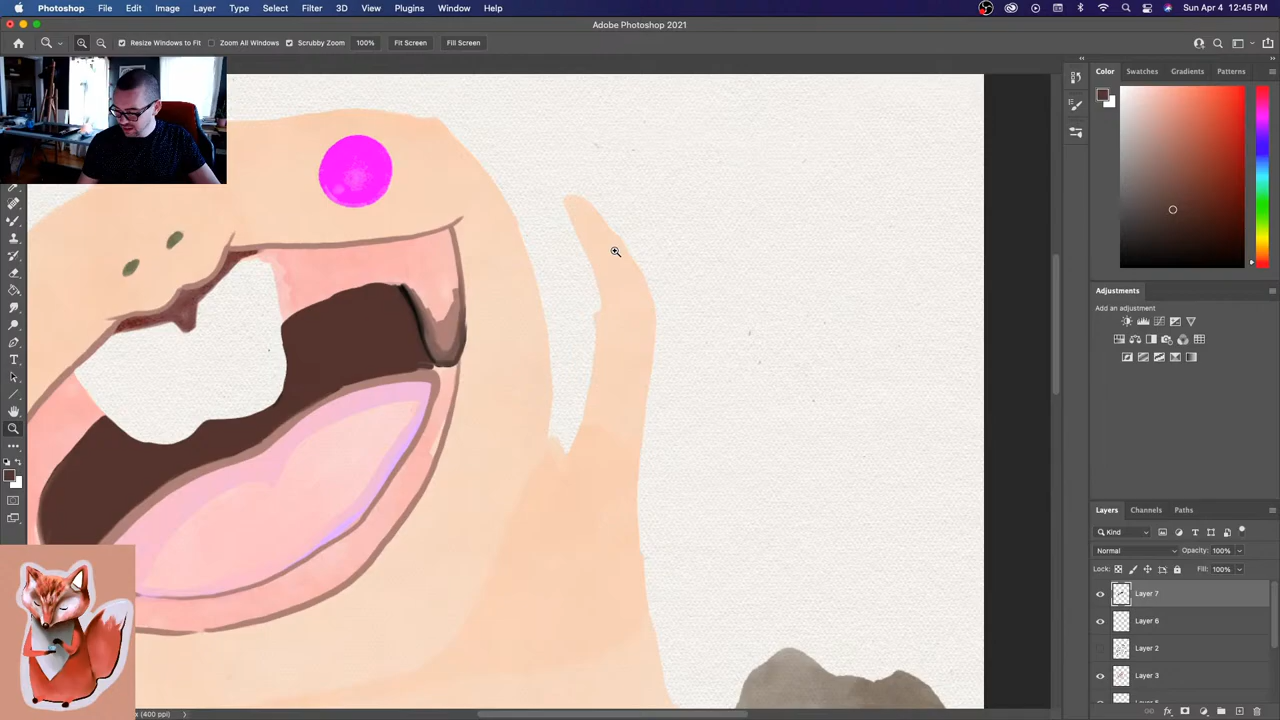 Photoshop File Edit Image Layer Type Select Filter 3D View Plugins Window Help Sun Apr 4 12:45 PM
Adobe Photoshop 2021
Resize Windows to Fit Zoom All Windows Scrubby Zoom 100% Fit Screen Fill Screen
Color Swatches Gradients Patterns
Adjustments
Add an adjustment
Layers Channels Paths
Kind
Normal Opacity: 100%
Lock: Fill: 100%
Layer 7
Layer 6
Layer 2
Layer 3
x (400 ppi)